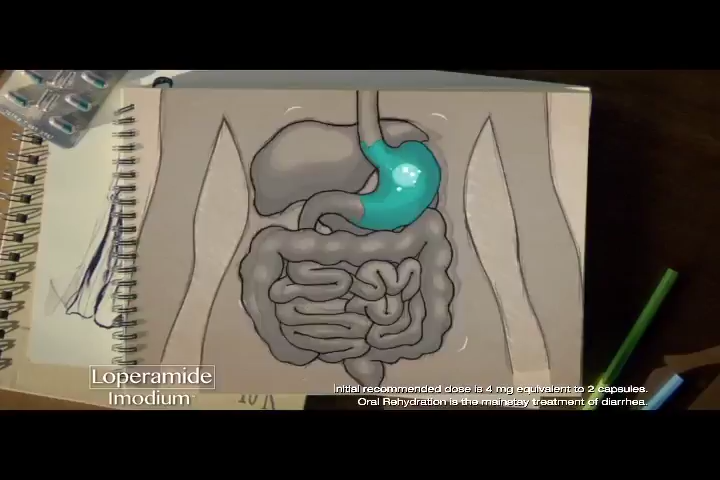 Loperamide
Imodium
Initial recommended dose is 4 mg equivalent to 2 capsules.
Oral Rehydration is the mainstay treatment of diarrhea.